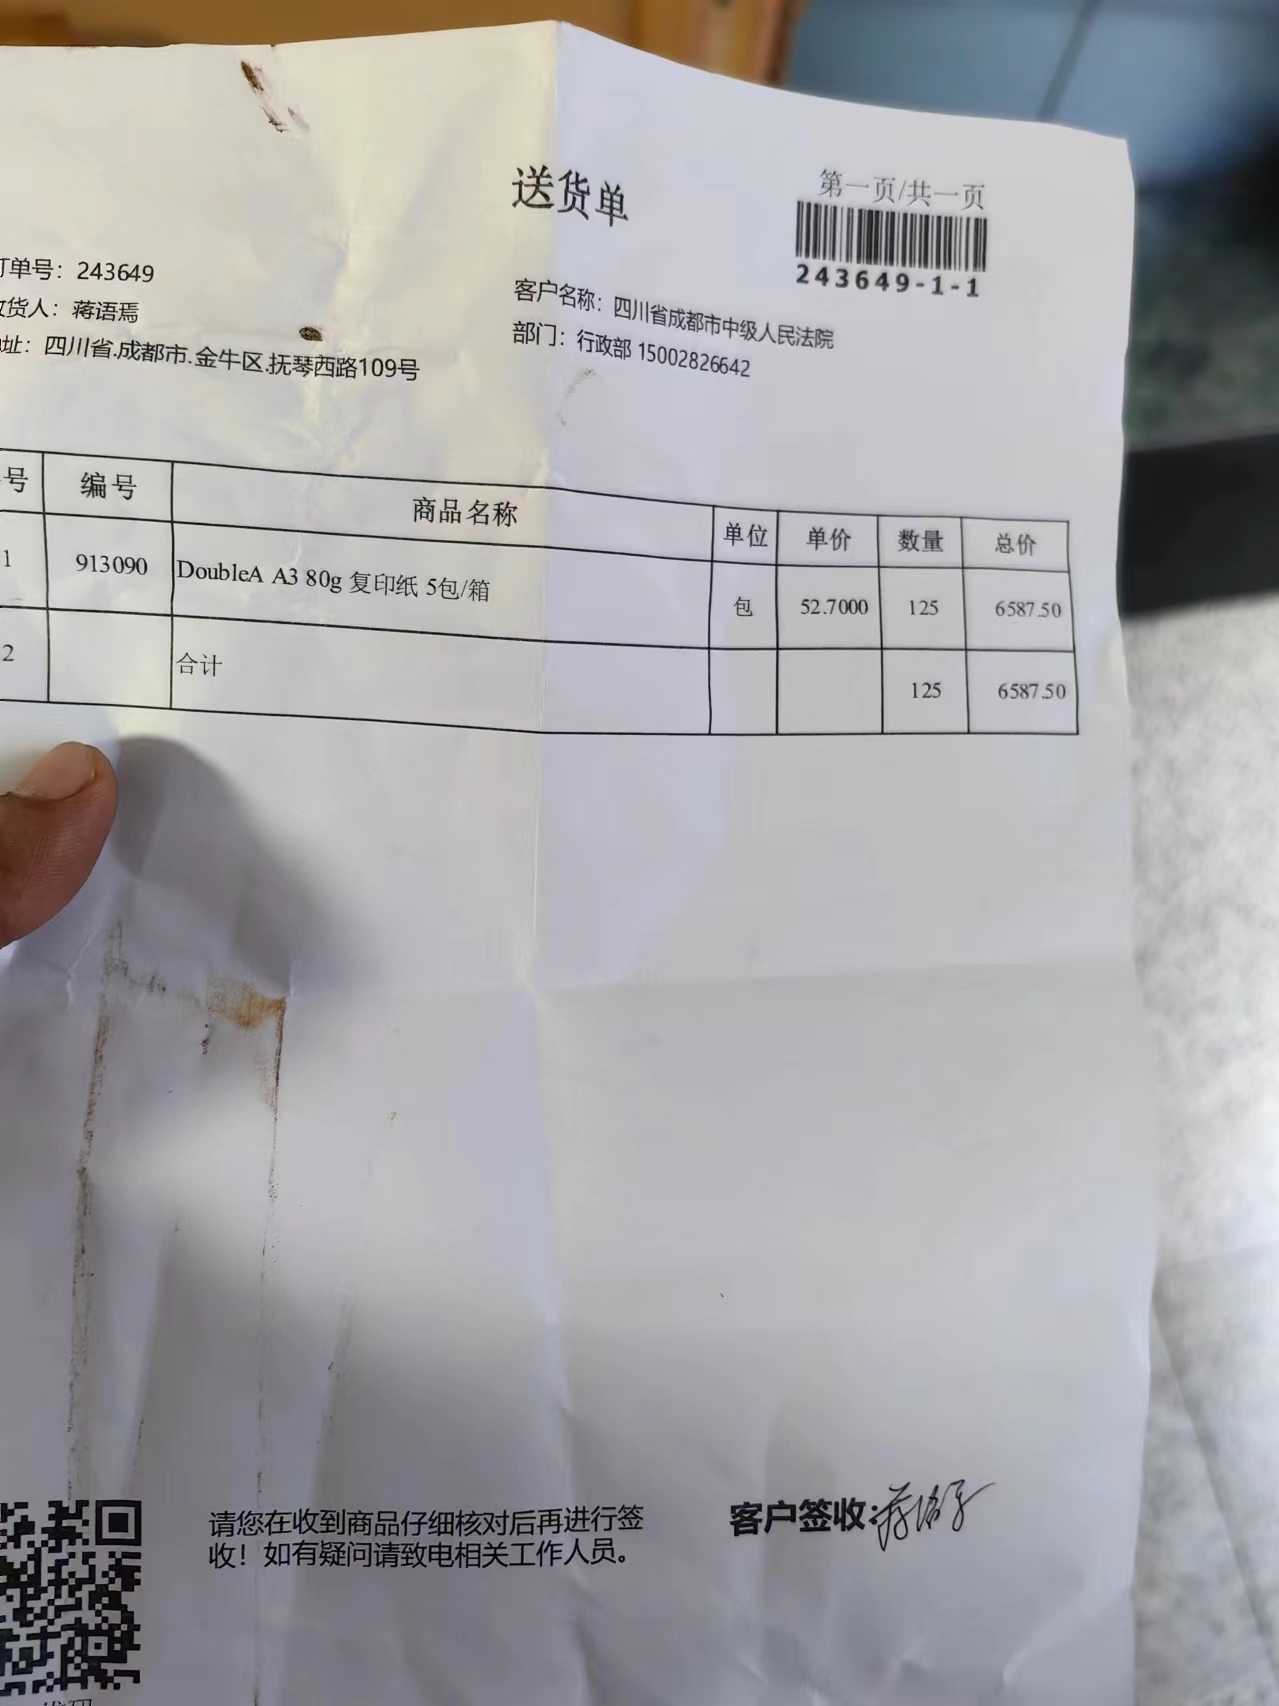 送货单
第一页/共一页
243649-1-1
订单号：243649
客户名称：四川省成都市中级人民法院
收货人：蒋语焉
部门：行政部 15002826642
地址：四川省.成都市.金牛区.抚琴西路109号
号 编号 商品名称 单位 单价 数量 总价
1 913090 DoubleA A3 80g 复印纸 5包/箱 包 52.7000 125 6587.50
2 合计 125 6587.50
请您在收到商品仔细核对后再进行签
收！如有疑问请致电相关工作人员。
客户签收: